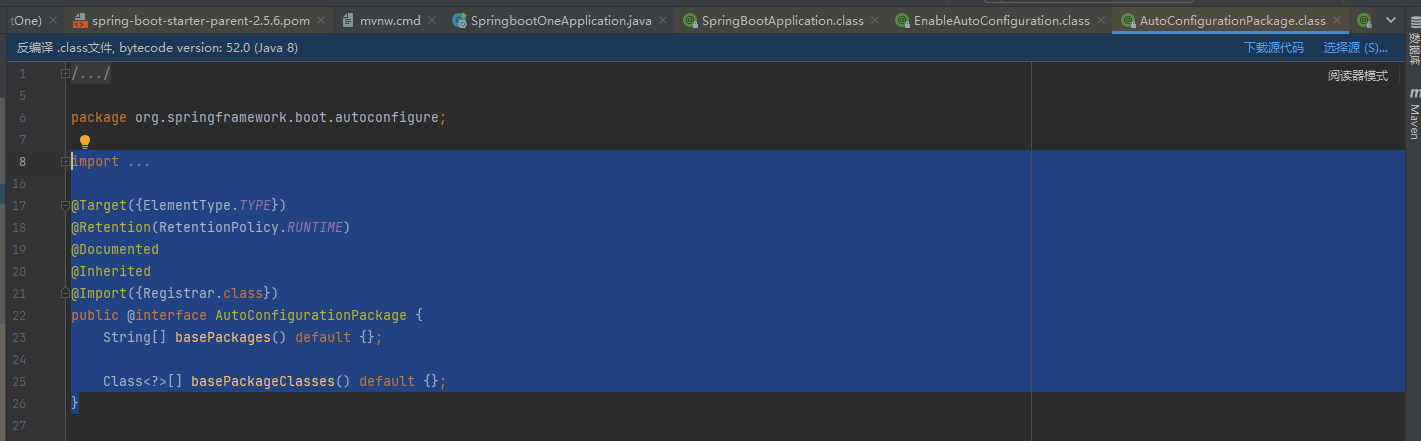 tOne)
spring-boot-starter-parent-2.5.6.pom
mvnw.cmd
SpringbootOneApplication.java
SpringBootApplication.class
EnableAutoConfiguration.class
AutoConfigurationPackage.class
反编译 .class文件, bytecode version: 52.0 (Java 8)
下载源代码
选择源 (S)...
数据库
阅读器模式
m Maven
1 /.../
5
6 package org.springframework.boot.autoconfigure;
7
8 import ...
16
17 @Target({ElementType.TYPE})
18 @Retention(RetentionPolicy.RUNTIME)
19 @Documented
20 @Inherited
21 @Import({Registrar.class})
22 public @interface AutoConfigurationPackage {
23 String[] basePackages() default {};
24
25 Class<?>[] basePackageClasses() default {};
26 }
27